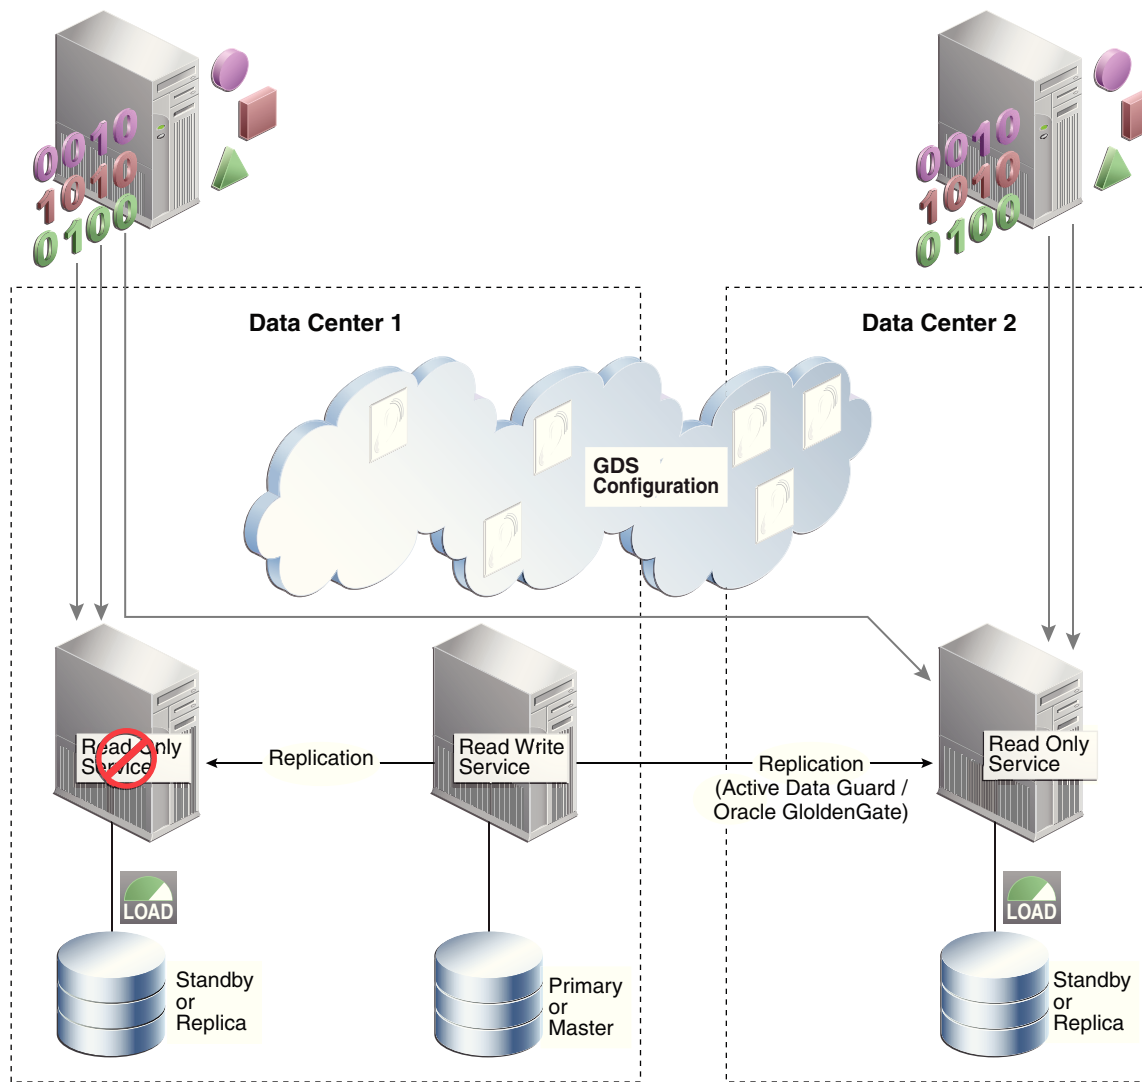 0010
1010
0100
0010
1010
0100
Data Center 1
Data Center 2
GDS
Configuration
Read Only
Service
Replication
Read Write
Service
Replication
(Active Data Guard /
Oracle GloldenGate)
Read Only
Service
LOAD
LOAD
Standby
or
Replica
Primary
or
Master
Standby
or
Replica